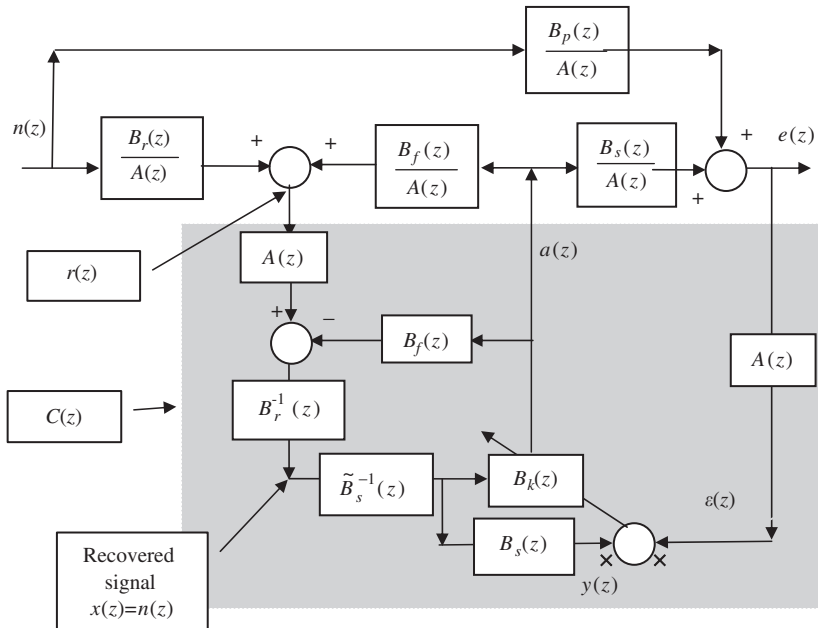 B_p(z)
A(z)
n(z)
B_r(z)
A(z)
+
+
B_f(z)
A(z)
B_s(z)
A(z)
+
+
e(z)
r(z)
A(z)
a(z)
+
−
B_f(z)
A(z)
C(z)
B_r^{-1}(z)
B̃_s^{-1}(z)
B_k(z)
ε(z)
Recovered
signal
x(z)=n(z)
B_s(z)
×
×
y(z)